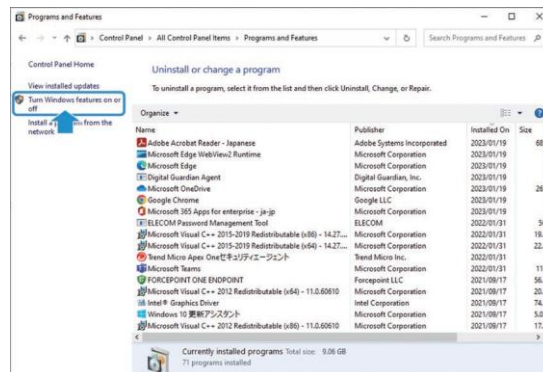 Programs and Features
Control Panel > All Control Panel Items > Programs and Features
Search Programs and Features
Control Panel Home
View installed updates
Turn Windows features on or
off
Install a program from the
network
Uninstall or change a program
To uninstall a program, select it from the list and then click Uninstall, Change, or Repair.
Organize
Name Publisher Installed On Size
Adobe Acrobat Reader - Japanese Adobe Systems Incorporated 2023/01/19 68
Microsoft Edge WebView2 Runtime Microsoft Corporation 2023/01/19
Microsoft Edge Microsoft Corporation 2023/01/19
Digital Guardian Agent Digital Guardian, Inc. 2023/01/19
Microsoft OneDrive Microsoft Corporation 2023/01/19 26
Google Chrome Google LLC 2023/01/19
Microsoft 365 Apps for enterprise - ja-jp Microsoft Corporation 2023/01/19
ELECOM Password Management Tool ELECOM 2022/01/31
Microsoft Visual C++ 2015-2019 Redistributable (x86) - 14.27.... Microsoft Corporation 2022/01/31 19.
Microsoft Visual C++ 2015-2019 Redistributable (x64) - 14.27.... Microsoft Corporation 2022/01/31 22.
Trend Micro Apex Oneセキュリティエージェント Trend Micro Inc. 2022/01/31
Microsoft Teams Microsoft Corporation 2022/01/31 11
FORCEPOINT ONE ENDPOINT Forcepoint LLC 2021/09/17 56.
Microsoft Visual C++ 2012 Redistributable (x64) - 11.0.60610 Microsoft Corporation 2021/09/17 20.
Intel® Graphics Driver Intel Corporation 2021/09/17 74.
Windows 10 更新アシスタント Microsoft Corporation 2021/09/17 5.0
Microsoft Visual C++ 2012 Redistributable (x86) - 11.0.60610 Microsoft Corporation 2021/09/17 17.
Currently installed programs Total size: 9.06 GB
71 programs installed